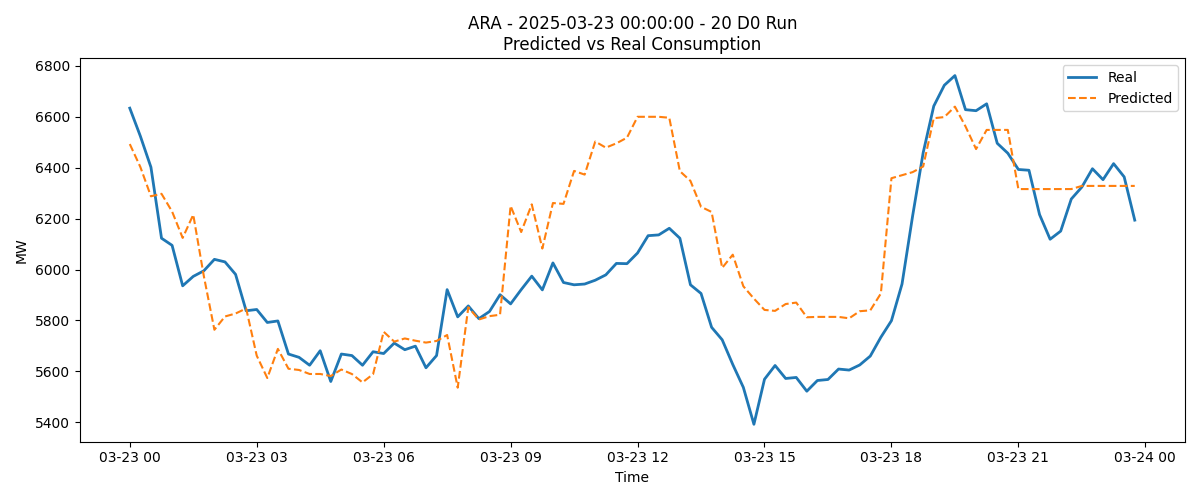 ARA - 2025-03-23 00:00:00 - 20 D0 Run
Predicted vs Real Consumption
Real
Predicted
MW
6800
6600
6400
6200
6000
5800
5600
5400
03-23 00
03-23 03
03-23 06
03-23 09
03-23 12
03-23 15
03-23 18
03-23 21
03-24 00
Time